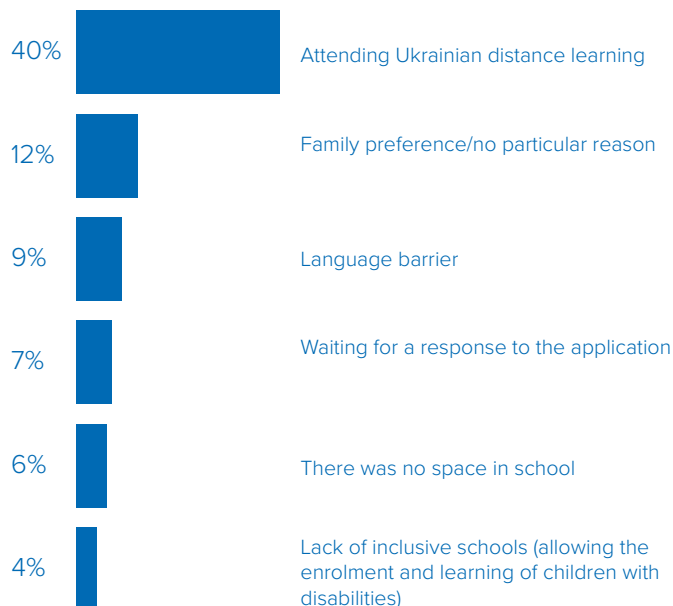 40%
Attending Ukrainian distance learning
12%
Family preference/no particular reason
9%
Language barrier
7%
Waiting for a response to the application
6%
There was no space in school
4%
Lack of inclusive schools (allowing the
enrolment and learning of children with
disabilities)